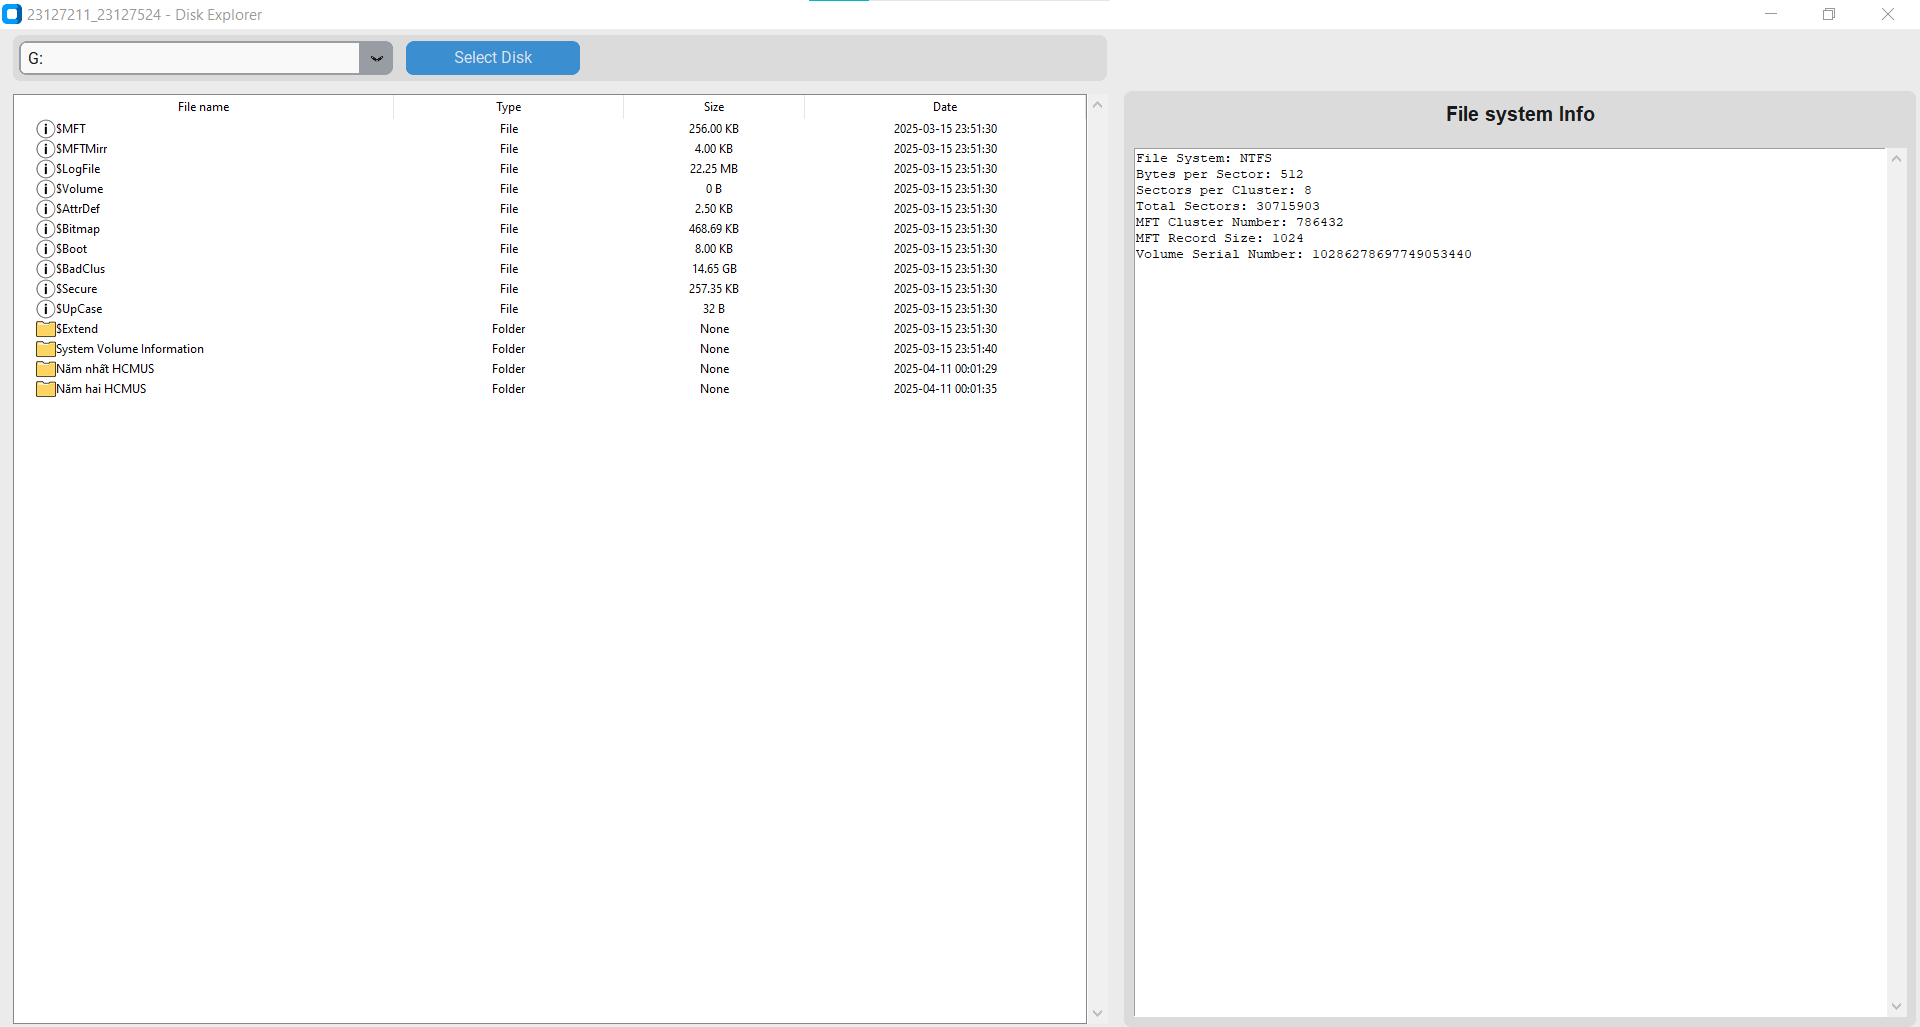 23127211_23127524 - Disk Explorer
G:
Select Disk
File name Type Size Date
$MFT File 256.00 KB 2025-03-15 23:51:30
$MFTMirr File 4.00 KB 2025-03-15 23:51:30
$LogFile File 22.25 MB 2025-03-15 23:51:30
$Volume File 0 B 2025-03-15 23:51:30
$AttrDef File 2.50 KB 2025-03-15 23:51:30
$Bitmap File 468.69 KB 2025-03-15 23:51:30
$Boot File 8.00 KB 2025-03-15 23:51:30
$BadClus File 14.65 GB 2025-03-15 23:51:30
$Secure File 257.35 KB 2025-03-15 23:51:30
$UpCase File 32 B 2025-03-15 23:51:30
$Extend Folder None 2025-03-15 23:51:30
System Volume Information Folder None 2025-03-15 23:51:40
Năm nhất HCMUS Folder None 2025-04-11 00:01:29
Năm hai HCMUS Folder None 2025-04-11 00:01:35
File system Info
File System: NTFS
Bytes per Sector: 512
Sectors per Cluster: 8
Total Sectors: 30715903
MFT Cluster Number: 786432
MFT Record Size: 1024
Volume Serial Number: 10286278697749053440